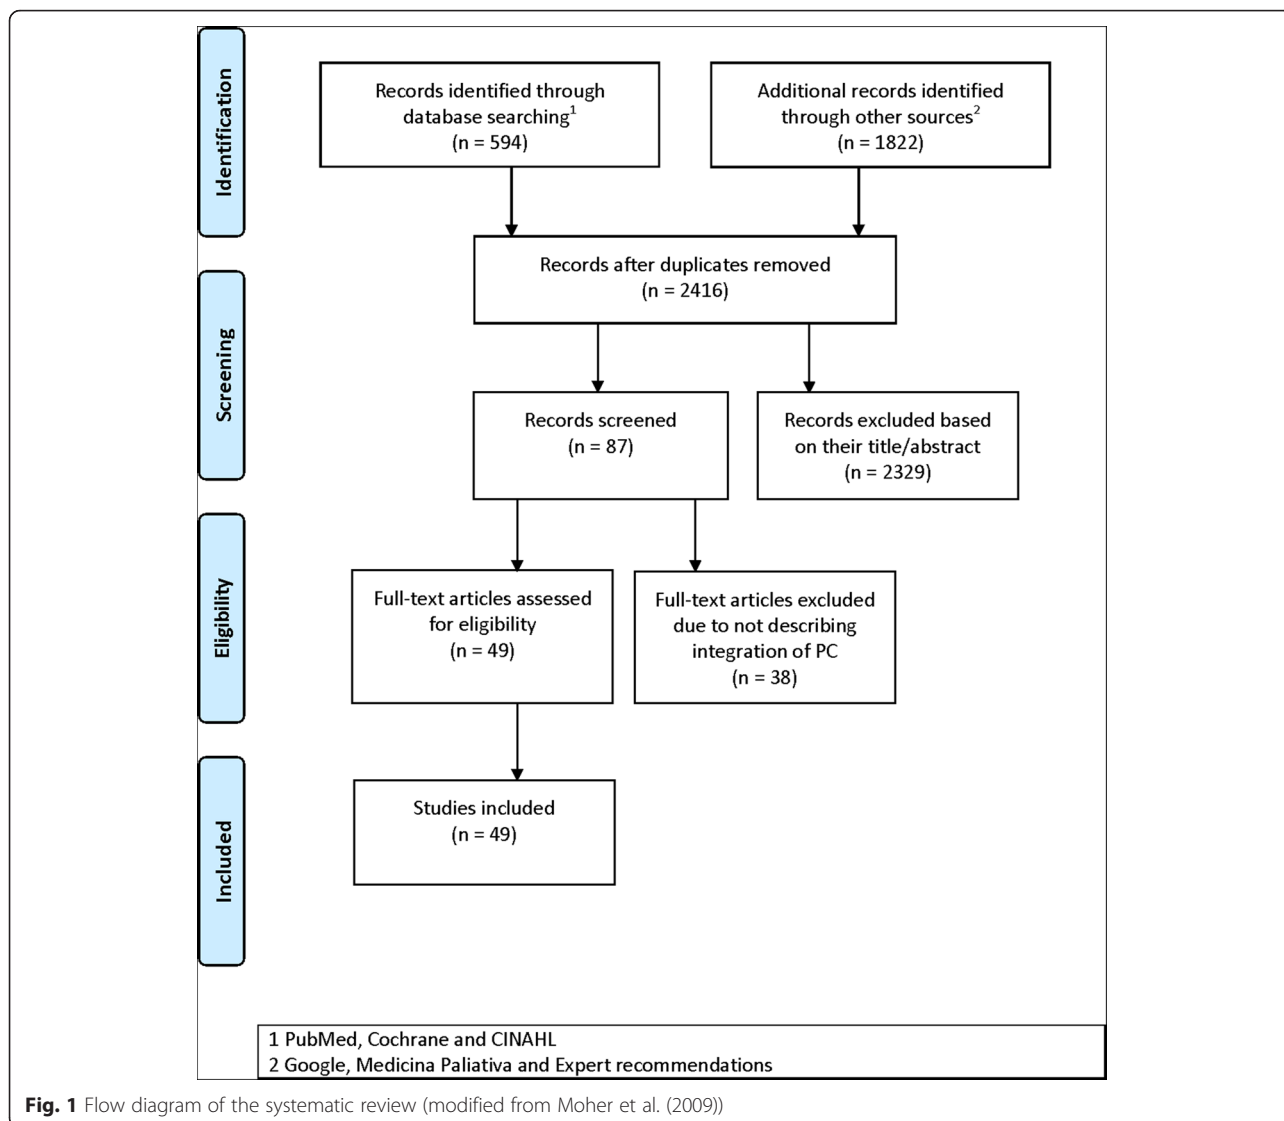 Identification
Records identified through
database searching1
(n = 594)
Additional records identified
through other sources2
(n = 1822)
Records after duplicates removed
(n = 2416)
Screening
Records screened
(n = 87)
Records excluded based
on their title/abstract
(n = 2329)
Eligibility
Full-text articles assessed
for eligibility
(n = 49)
Full-text articles excluded
due to not describing
integration of PC
(n = 38)
Included
Studies included
(n = 49)
1 PubMed, Cochrane and CINAHL
2 Google, Medicina Paliativa and Expert recommendations
Fig. 1 Flow diagram of the systematic review (modified from Moher et al. (2009))